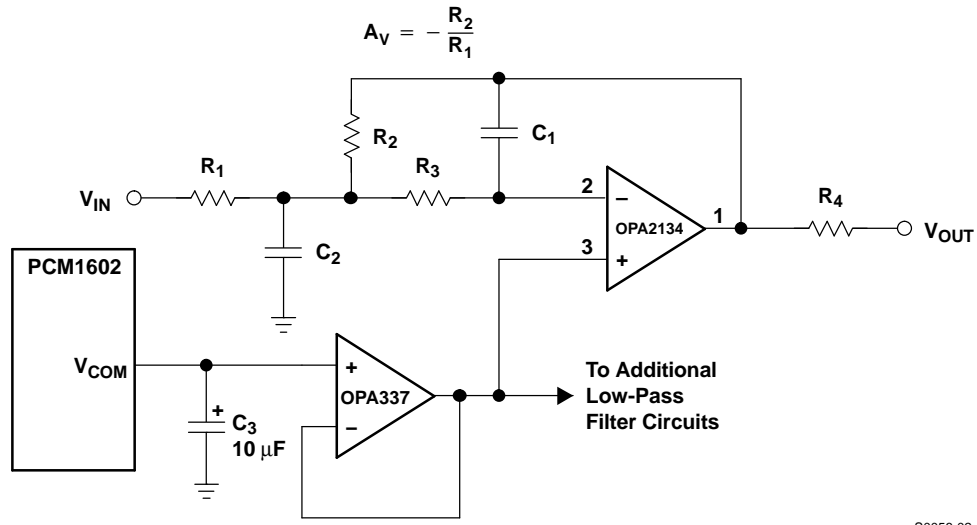 A_V = − R_2 / R_1
R_2
C_1
R_1
R_3
V_IN
2
−
OPA2134
1
R_4
V_OUT
C_2
3
+
PCM1602
V_COM
+
OPA337
−
+
C_3
10 μF
To Additional
Low-Pass
Filter Circuits